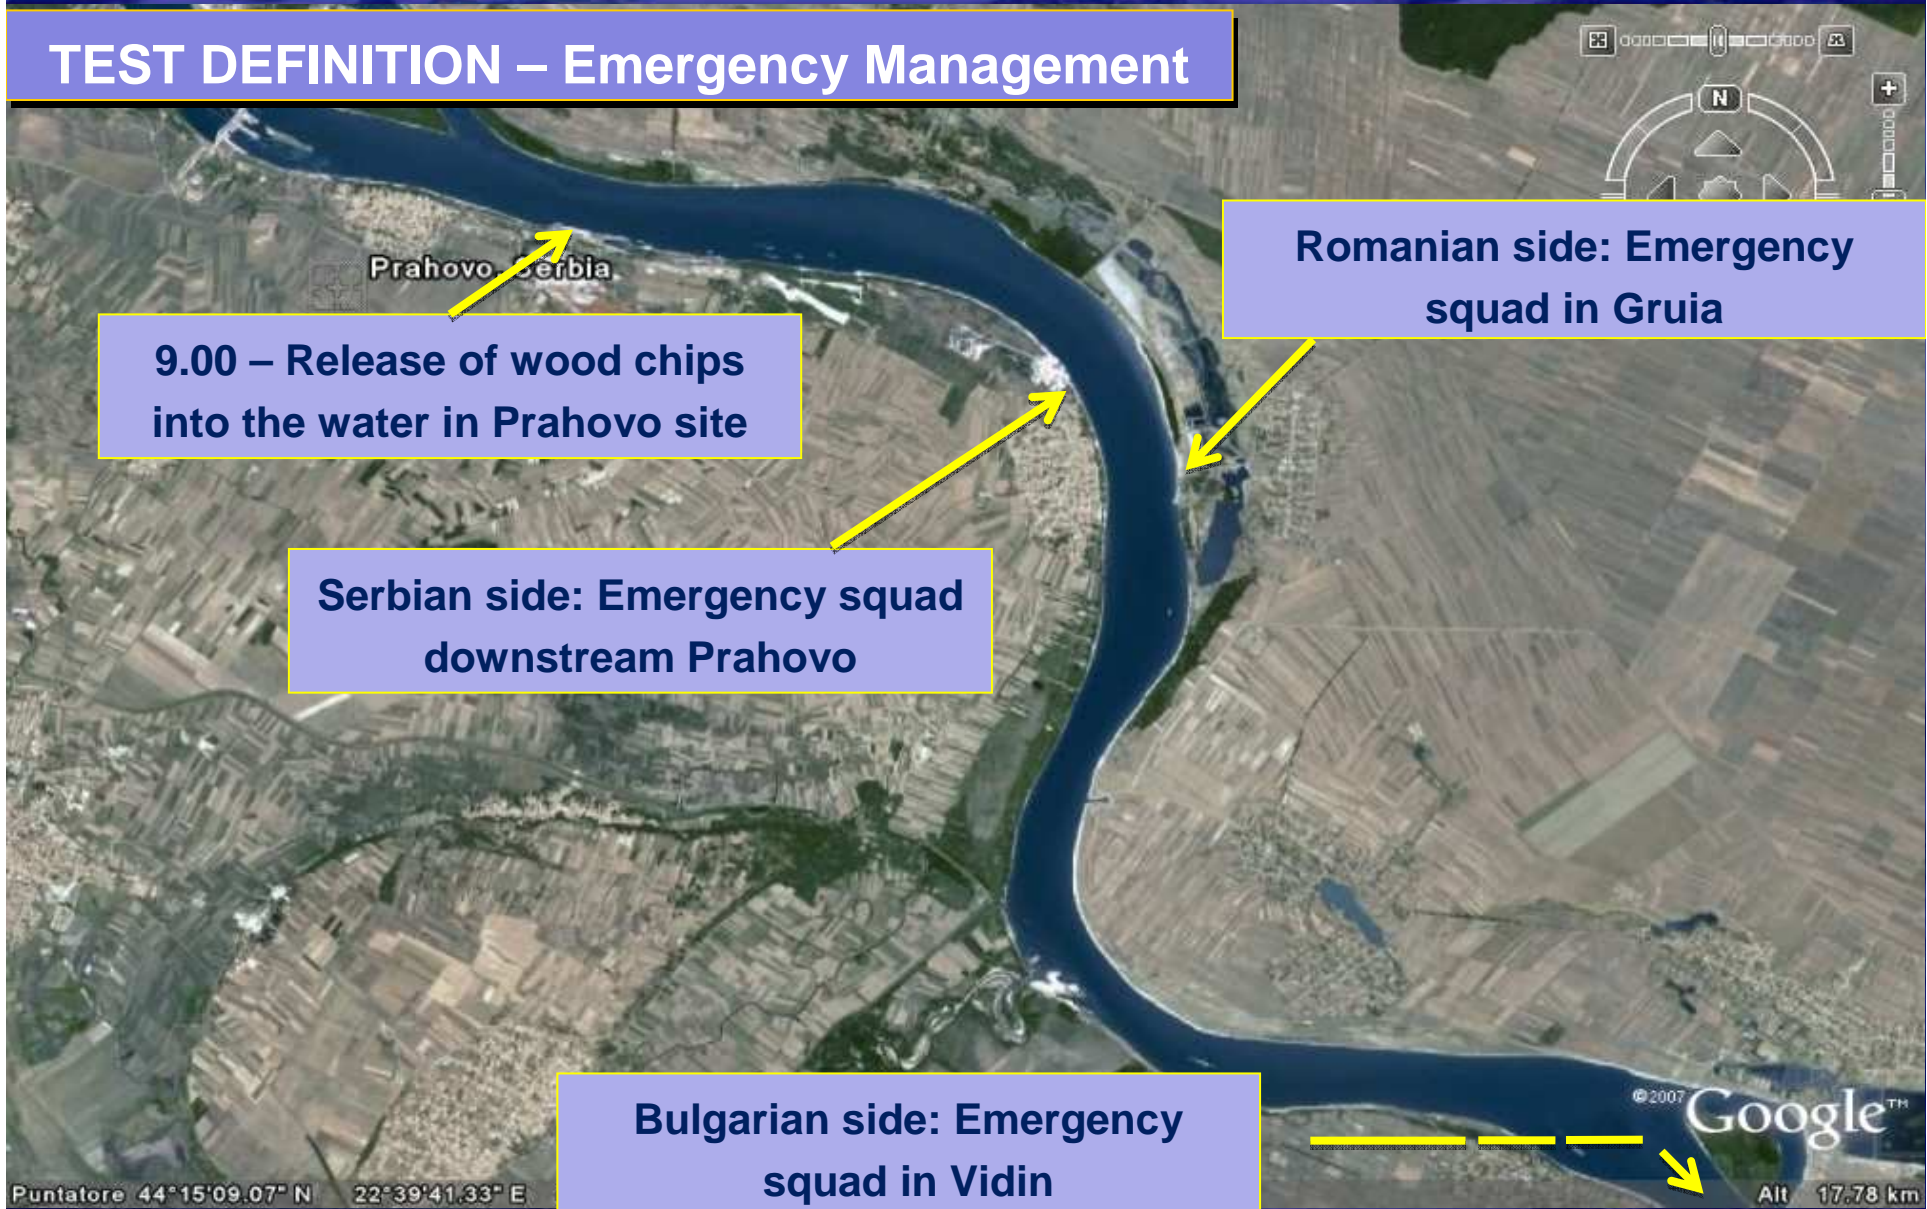 TEST DEFINITION – Emergency Management
N
Romanian side: Emergency
squad in Gruia
Prahovo, Serbia
9.00 – Release of wood chips
into the water in Prahovo site
Serbian side: Emergency squad
downstream Prahovo
Bulgarian side: Emergency
squad in Vidin
©2007 Google™
Puntatore 44°15'09.07" N 22°39'41.33" E
Alt 17.78 km